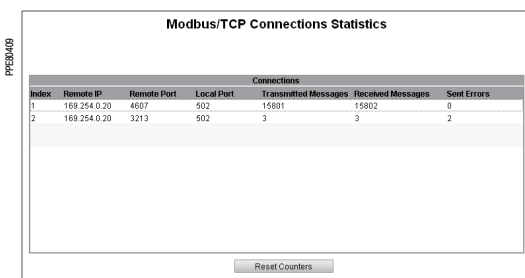 PPE80409
Modbus/TCP Connections Statistics
Connections
Index Remote IP Remote Port Local Port Transmitted Messages Received Messages Sent Errors
1 169.254.0.20 4607 502 15801 15802 0
2 169.254.0.20 3213 502 3 3 2
Reset Counters